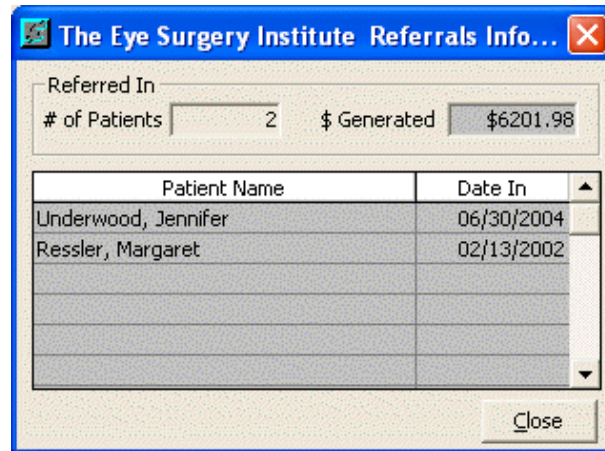 The Eye Surgery Institute Referrals Info...
Referred In
# of Patients 2 $ Generated $6201.98
Patient Name Date In
Underwood, Jennifer 06/30/2004
Ressler, Margaret 02/13/2002
Close